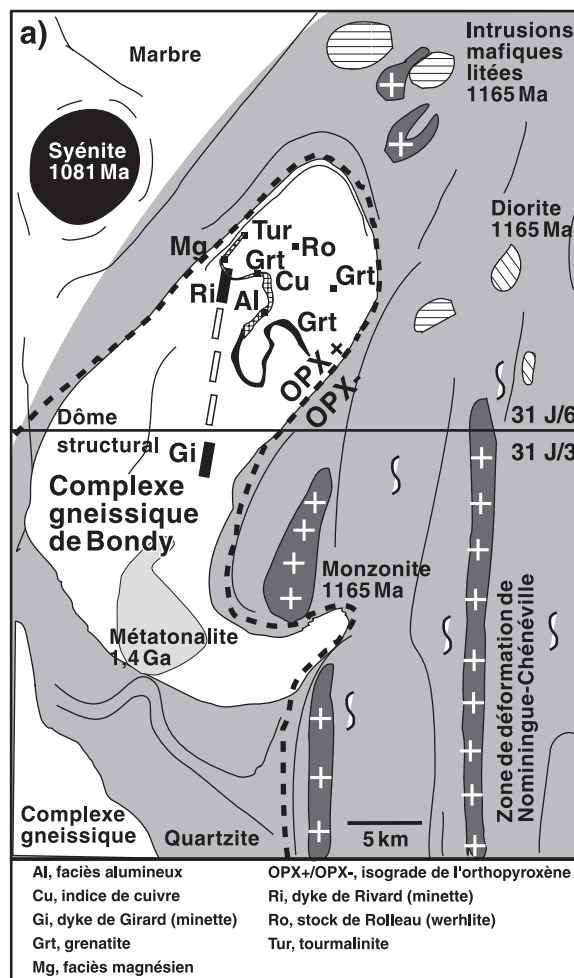 a)
Marbre
Intrusions
mafiques
litées
1165 Ma
Syénite
1081 Ma
Diorite
1165 Ma
Tur
Mg
Ro
Grt
Cu
Grt
Ri
Al
Grt
OPX+
OPX-
Dôme
structural
31 J/6
31 J/3
Gi
Complexe
gneissique
de Bondy
Monzonite
1165 Ma
Métatonalite
1,4 Ga
Zone de déformation de
Nominingue-Chénéville
Complexe
gneissique
Quartzite
5 km
Al, faciès alumineux
Cu, indice de cuivre
Gi, dyke de Girard (minette)
Grt, grenatite
Mg, faciès magnésien
OPX+/OPX-, isograde de l'orthopyroxène
Ri, dyke de Rivard (minette)
Ro, stock de Rolleau (werhlite)
Tur, tourmalinite